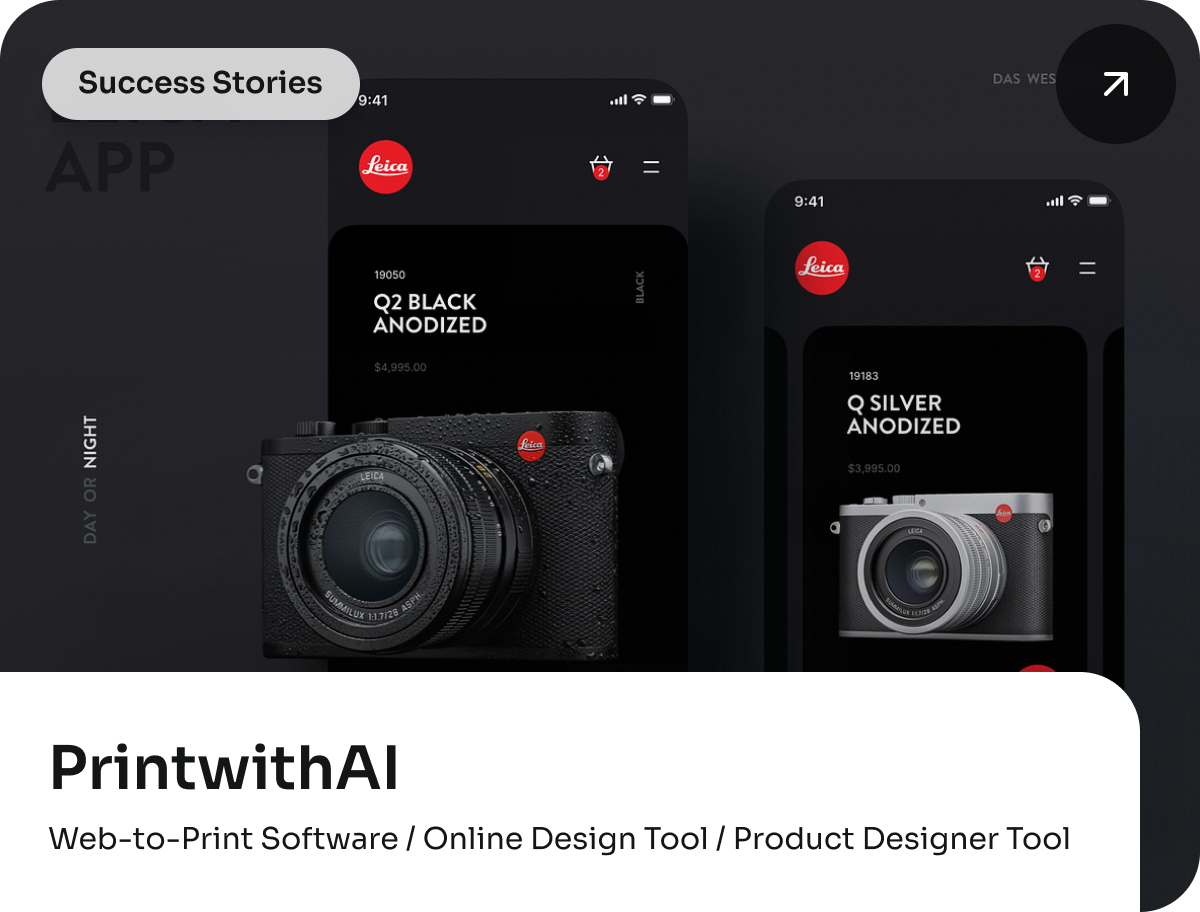 Success Stories
DAS WES
APP
DAY OR NIGHT
9:41
Leica
2
19050
Q2 BLACK
ANODIZED
BLACK
$4,995.00
Leica
LEICA
SUMMILUX 1:1.7/28 ASPH.
9:41
Leica
2
19183
Q SILVER
ANODIZED
$3,995.00
Leica
LEICA
SUMMILUX 1:1.7/28 ASPH.
PrintwithAI
Web-to-Print Software / Online Design Tool / Product Designer Tool